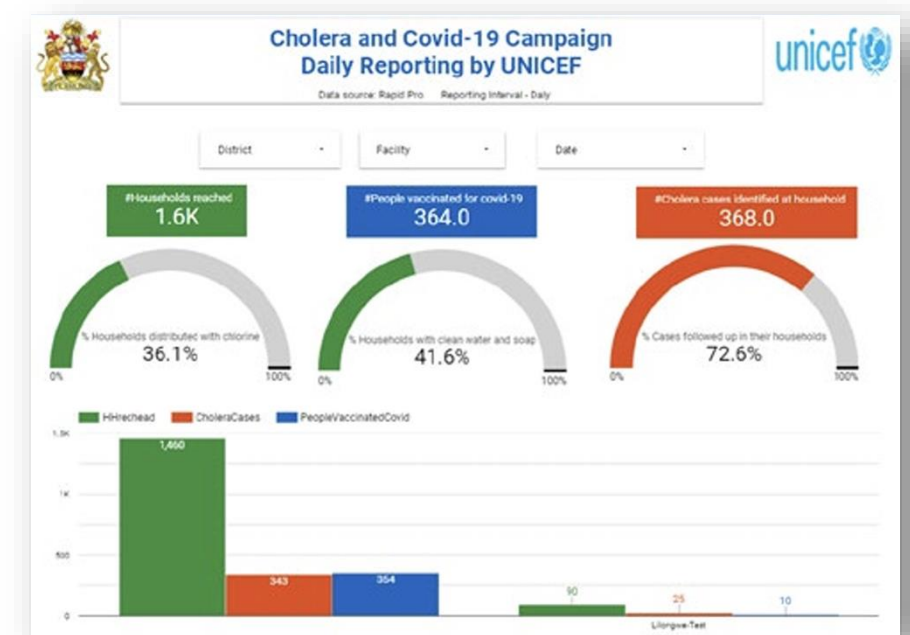 Cholera and Covid-19 Campaign
Daily Reporting by UNICEF
Data source: Rapid Pro Reporting Interval - Daily
unicef
District
Facility
Date
#Households reached
1.6K
#People vaccinated for covid-19
364.0
#Cholera cases identified at household
368.0
% Households distributed with chlorine
36.1%
0%
100%
% Households with clean water and soap
41.6%
0%
100%
% Cases followed up in their households
72.6%
0%
100%
HHrechead CholeraCases PeopleVaccinatedCovid
1.5K
1K
500
0
1,460
343
354
90
25
10
Lilongwe-Test